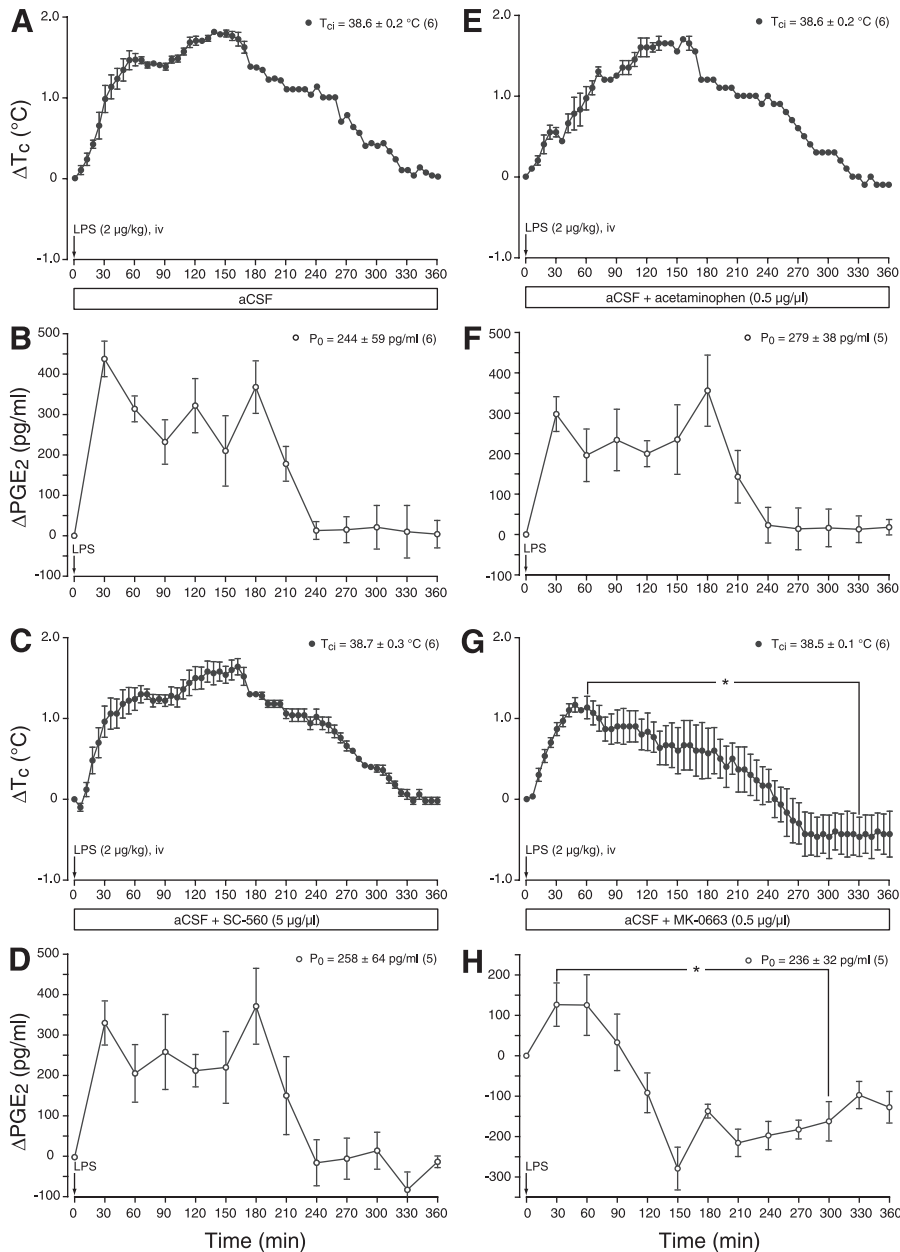 A
T_ci = 38.6 ± 0.2 °C (6)
2.0
1.0
0
-1.0
ΔT_c (°C)
LPS (2 µg/kg), iv
0 30 60 90 120 150 180 210 240 270 300 330 360
aCSF
B
P_0 = 244 ± 59 pg/ml (6)
500
400
300
200
100
0
-100
ΔPGE_2 (pg/ml)
LPS
0 30 60 90 120 150 180 210 240 270 300 330 360
C
T_ci = 38.7 ± 0.3 °C (6)
2.0
1.0
0
-1.0
ΔT_c (°C)
LPS (2 µg/kg), iv
0 30 60 90 120 150 180 210 240 270 300 330 360
aCSF + SC-560 (5 µg/µl)
D
P_0 = 258 ± 64 pg/ml (5)
500
400
300
200
100
0
-100
ΔPGE_2 (pg/ml)
LPS
0 30 60 90 120 150 180 210 240 270 300 330 360
Time (min)
E
T_ci = 38.6 ± 0.2 °C (6)
2.0
1.0
0
-1.0
LPS (2 µg/kg), iv
0 30 60 90 120 150 180 210 240 270 300 330 360
aCSF + acetaminophen (0.5 µg/µl)
F
P_0 = 279 ± 38 pg/ml (5)
500
400
300
200
100
0
100
LPS
0 30 60 90 120 150 180 210 240 270 300 330 360
G
T_ci = 38.5 ± 0.1 °C (6)
*
2.0
1.0
0
-1.0
LPS (2 µg/kg), iv
0 30 60 90 120 150 180 210 240 270 300 330 360
aCSF + MK-0663 (0.5 µg/µl)
H
P_0 = 236 ± 32 pg/ml (5)
*
200
100
0
-100
-200
-300
LPS
0 30 60 90 120 150 180 210 240 270 300 330 360
Time (min)